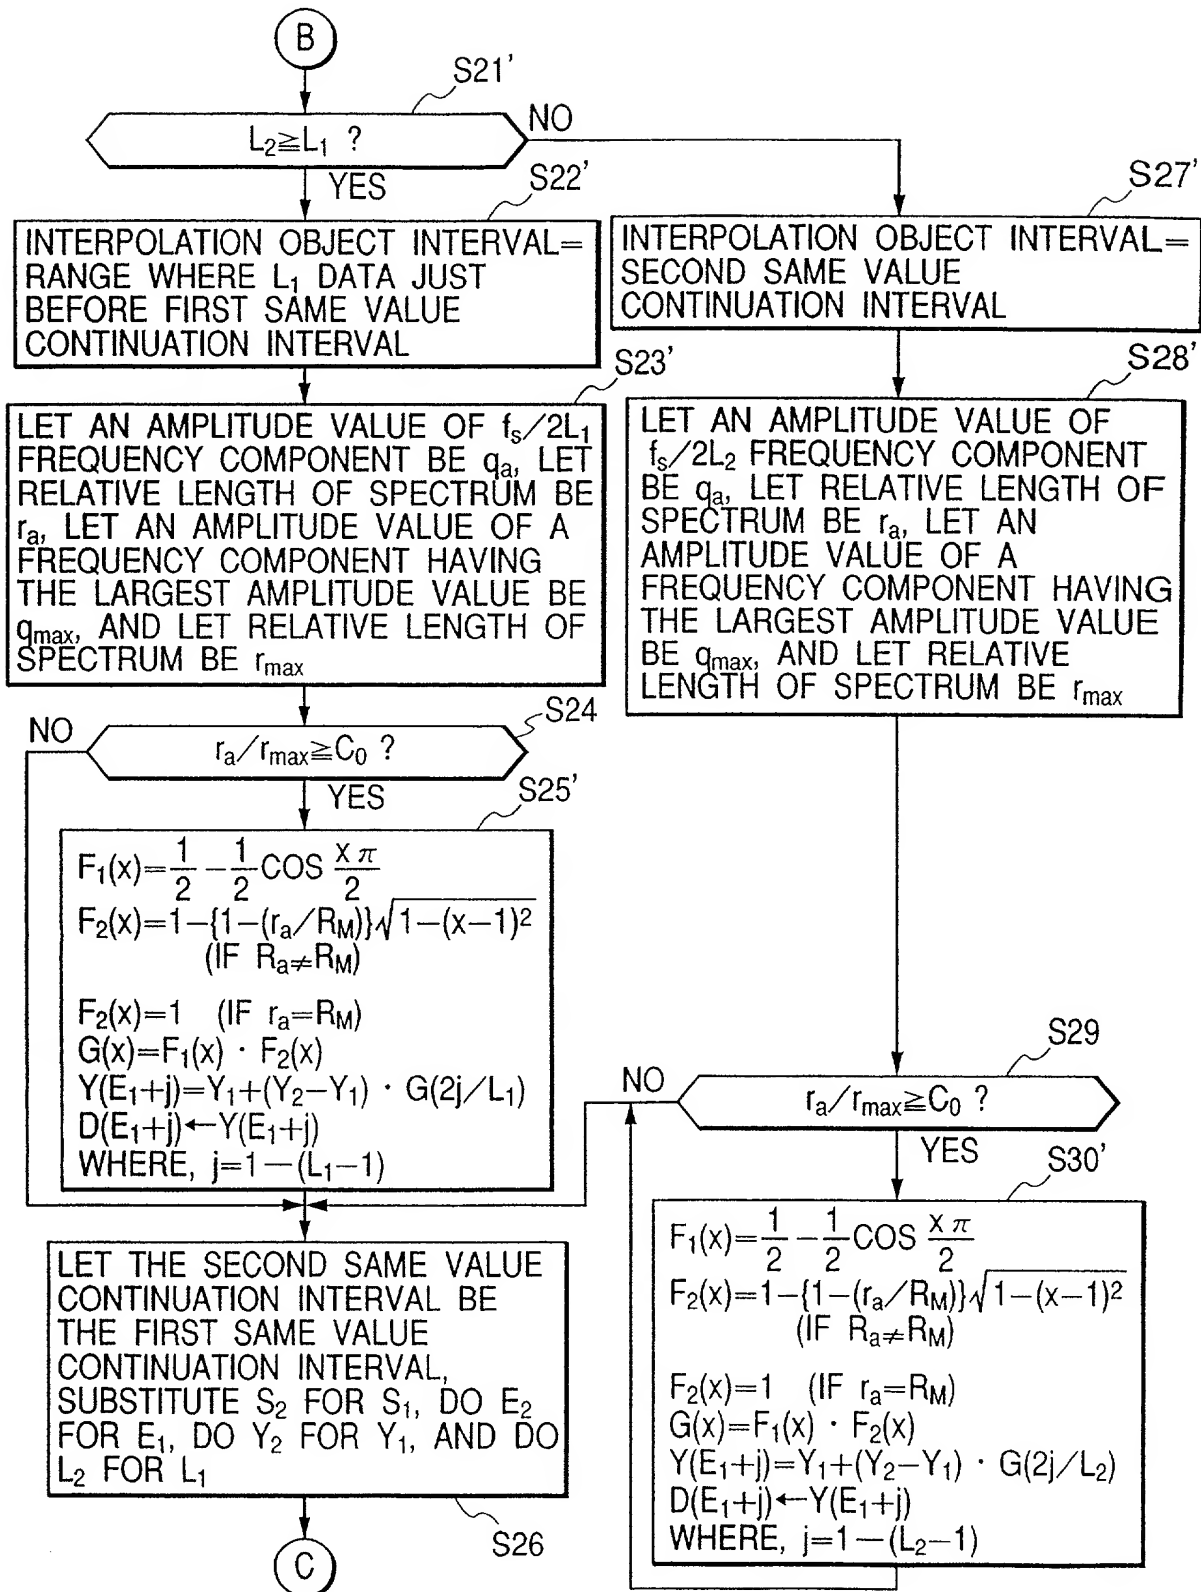 B
S21'
L₂≧L₁ ?
NO
YES
S22'
INTERPOLATION OBJECT INTERVAL=
RANGE WHERE L₁ DATA JUST
BEFORE FIRST SAME VALUE
CONTINUATION INTERVAL
S23'
LET AN AMPLITUDE VALUE OF fₛ/2L₁
FREQUENCY COMPONENT BE qₐ, LET
RELATIVE LENGTH OF SPECTRUM BE
rₐ, LET AN AMPLITUDE VALUE OF A
FREQUENCY COMPONENT HAVING
THE LARGEST AMPLITUDE VALUE BE
qmax, AND LET RELATIVE LENGTH OF
SPECTRUM BE rmax
S24
NO
rₐ/rmax≧C₀ ?
YES
S25'
F₁(x)=1/2−1/2COS xπ/2
F₂(x)=1−{1−(rₐ/R_M)}√1−(x−1)²
(IF Rₐ≠R_M)
F₂(x)=1 (IF rₐ=R_M)
G(x)=F₁(x)・F₂(x)
Y(E₁+j)=Y₁+(Y₂−Y₁)・G(2j/L₁)
D(E₁+j)←Y(E₁+j)
WHERE, j=1−(L₁−1)
LET THE SECOND SAME VALUE
CONTINUATION INTERVAL BE
THE FIRST SAME VALUE
CONTINUATION INTERVAL,
SUBSTITUTE S₂ FOR S₁, DO E₂
FOR E₁, DO Y₂ FOR Y₁, AND DO
L₂ FOR L₁
S26
C
S27'
INTERPOLATION OBJECT INTERVAL=
SECOND SAME VALUE
CONTINUATION INTERVAL
S28'
LET AN AMPLITUDE VALUE OF
fₛ/2L₂ FREQUENCY COMPONENT
BE qₐ, LET RELATIVE LENGTH OF
SPECTRUM BE rₐ, LET AN
AMPLITUDE VALUE OF A
FREQUENCY COMPONENT HAVING
THE LARGEST AMPLITUDE VALUE
BE qmax, AND LET RELATIVE
LENGTH OF SPECTRUM BE rmax
S29
NO
rₐ/rmax≧C₀ ?
YES
S30'
F₁(x)=1/2−1/2COS xπ/2
F₂(x)=1−{1−(rₐ/R_M)}√1−(x−1)²
(IF Rₐ≠R_M)
F₂(x)=1 (IF rₐ=R_M)
G(x)=F₁(x)・F₂(x)
Y(E₁+j)=Y₁+(Y₂−Y₁)・G(2j/L₂)
D(E₁+j)←Y(E₁+j)
WHERE, j=1−(L₂−1)